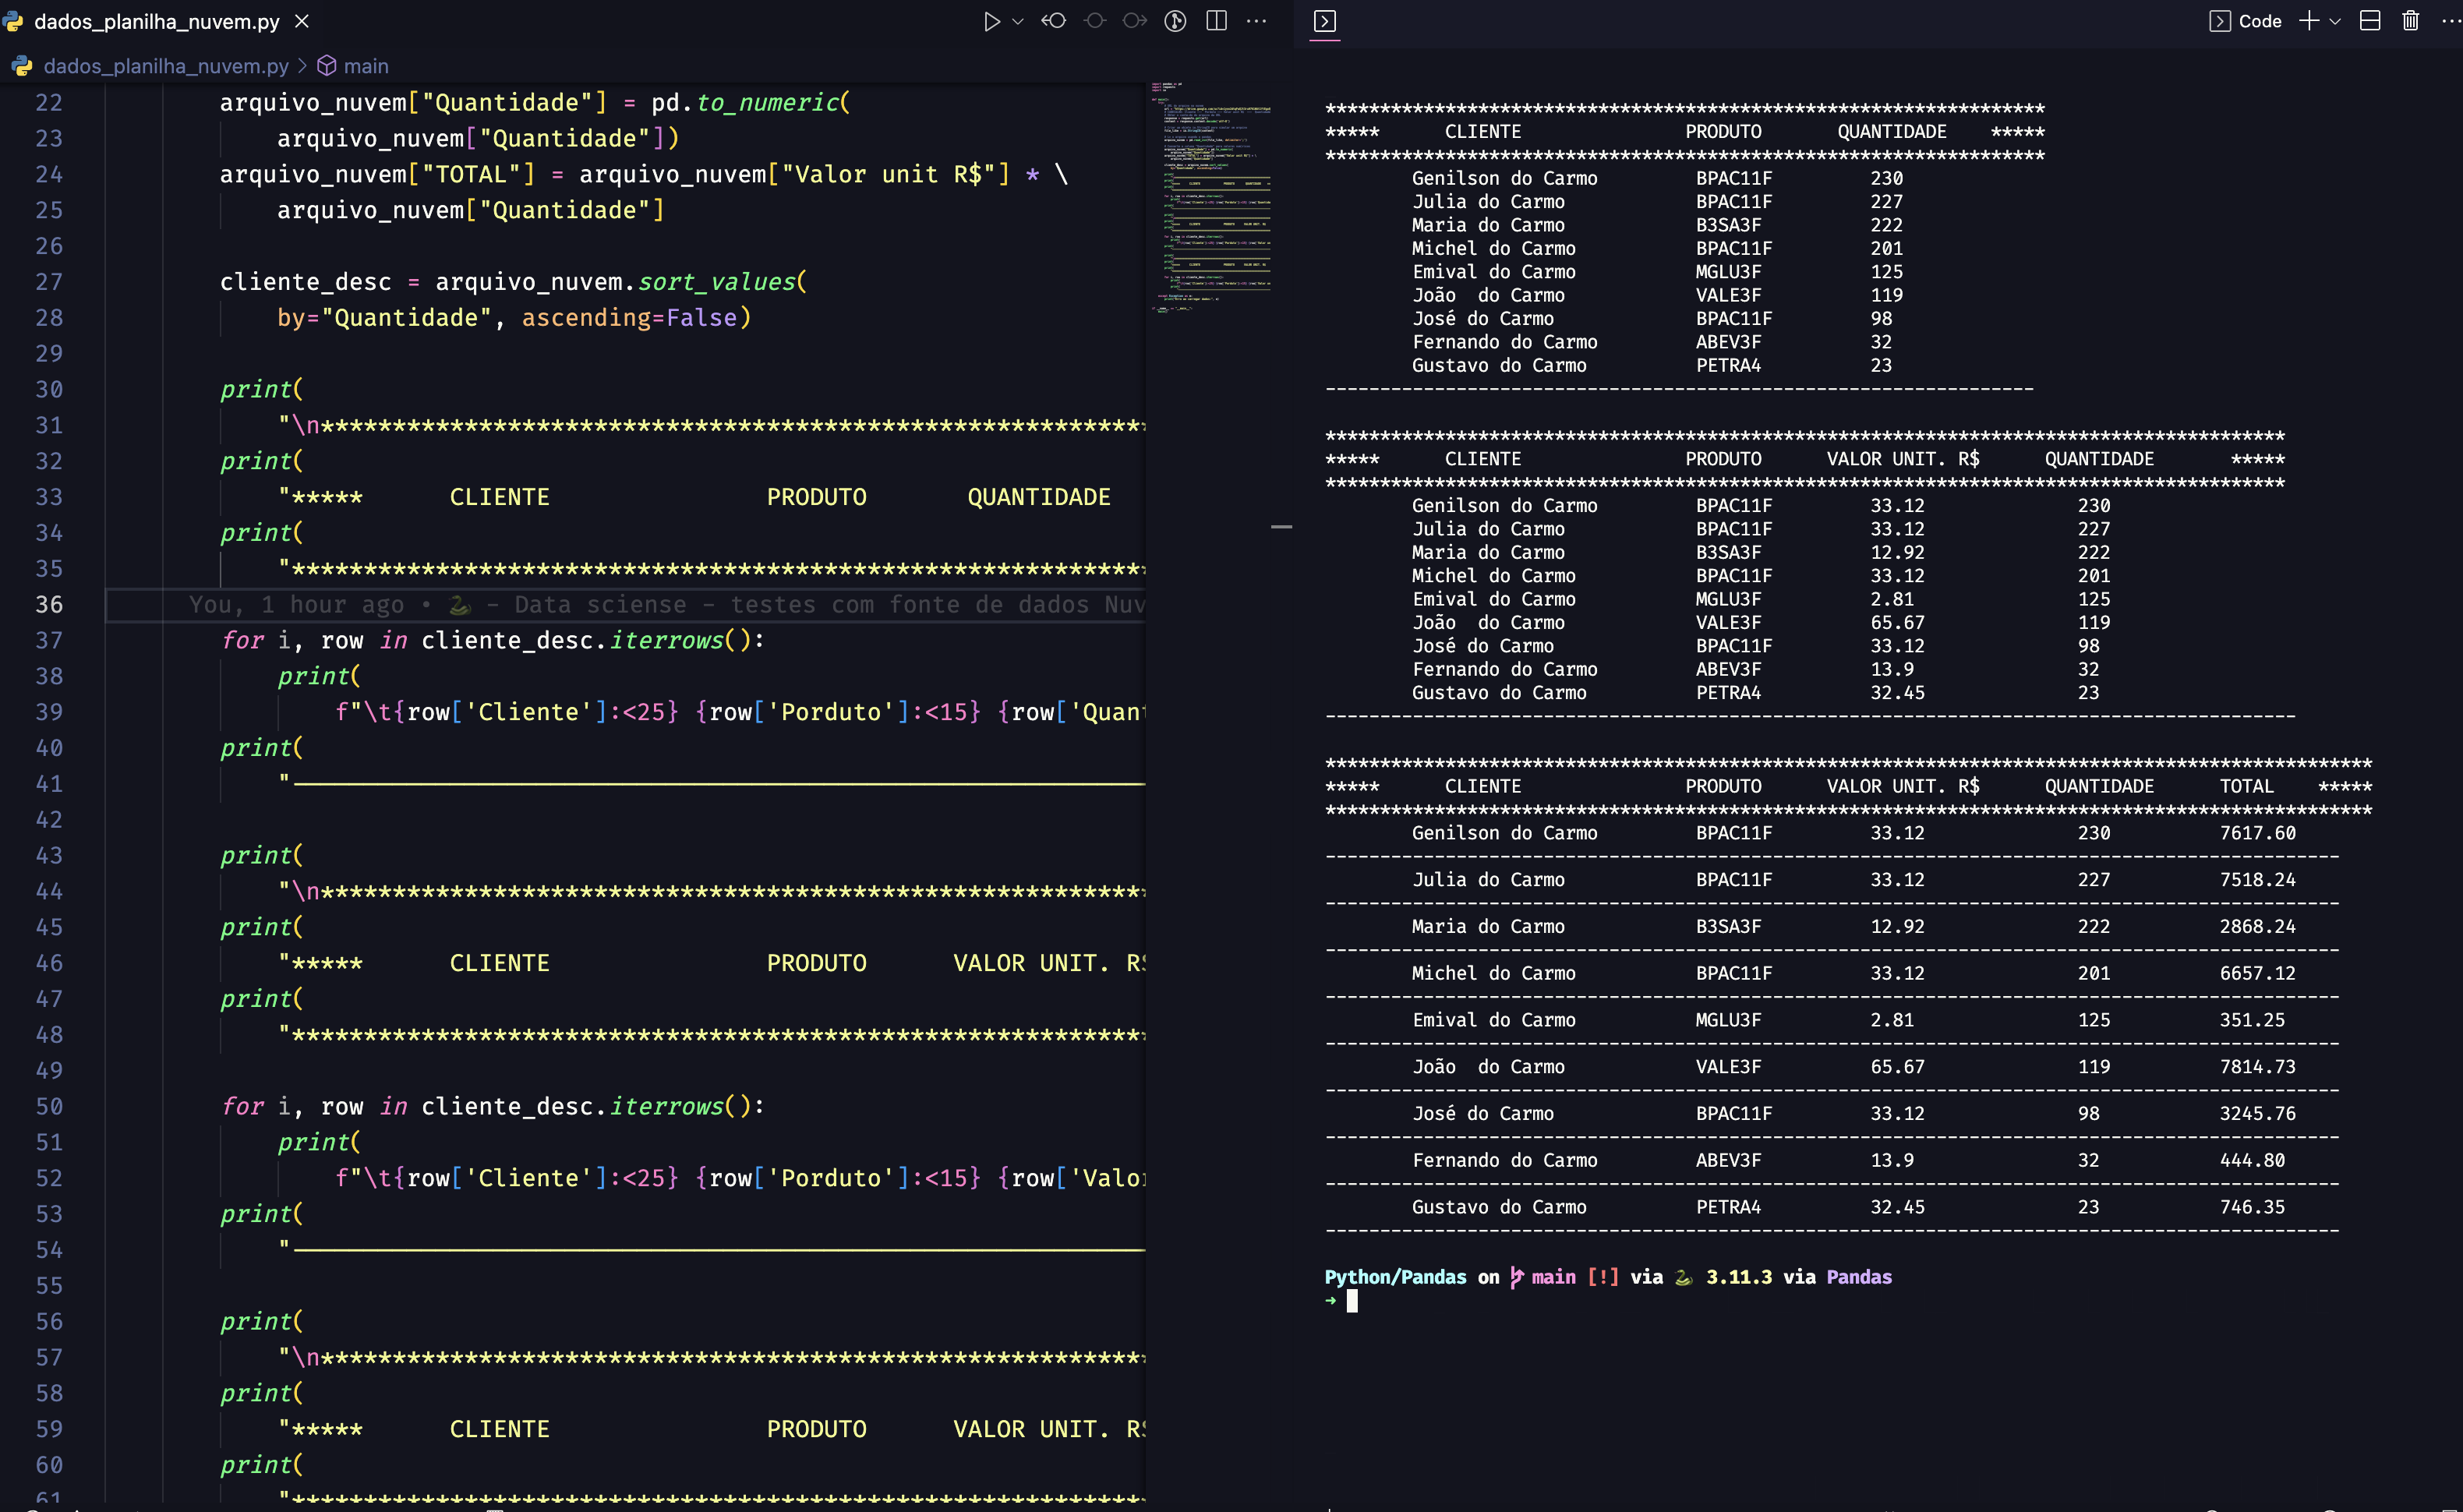 dados_planilha_nuvem.py
Code
dados_planilha_nuvem.py > main
22 arquivo_nuvem["Quantidade"] = pd.to_numeric(
23 arquivo_nuvem["Quantidade"])
24 arquivo_nuvem["TOTAL"] = arquivo_nuvem["Valor unit R$"] * \
25 arquivo_nuvem["Quantidade"]
26
27 cliente_desc = arquivo_nuvem.sort_values(
28 by="Quantidade", ascending=False)
29
30 print(
31 "\n**********************************************************
32 print(
33 "***** CLIENTE PRODUTO QUANTIDADE
34 print(
35 "************************************************************
36 You, 1 hour ago • 🐍 – Data sciense – testes com fonte de dados Nuv
37 for i, row in cliente_desc.iterrows():
38 print(
39 f"\t{row['Cliente']:<25} {row['Porduto']:<15} {row['Quant
40 print(
41 "────────────────────────────────────────────────────────────
42
43 print(
44 "\n**********************************************************
45 print(
46 "***** CLIENTE PRODUTO VALOR UNIT. R$
47 print(
48 "************************************************************
49
50 for i, row in cliente_desc.iterrows():
51 print(
52 f"\t{row['Cliente']:<25} {row['Porduto']:<15} {row['Valor
53 print(
54 "────────────────────────────────────────────────────────────
55
56 print(
57 "\n**********************************************************
58 print(
59 "***** CLIENTE PRODUTO VALOR UNIT. R$
60 print(
61 "************************************************************
******************************************************************
***** CLIENTE PRODUTO QUANTIDADE *****
******************************************************************
Genilson do Carmo BPAC11F 230
Julia do Carmo BPAC11F 227
Maria do Carmo B3SA3F 222
Michel do Carmo BPAC11F 201
Emival do Carmo MGLU3F 125
João  do Carmo VALE3F 119
José do Carmo BPAC11F 98
Fernando do Carmo ABEV3F 32
Gustavo do Carmo PETRA4 23
-----------------------------------------------------------------
****************************************************************************************
***** CLIENTE PRODUTO VALOR UNIT. R$ QUANTIDADE *****
****************************************************************************************
Genilson do Carmo BPAC11F 33.12 230
Julia do Carmo BPAC11F 33.12 227
Maria do Carmo B3SA3F 12.92 222
Michel do Carmo BPAC11F 33.12 201
Emival do Carmo MGLU3F 2.81 125
João  do Carmo VALE3F 65.67 119
José do Carmo BPAC11F 33.12 98
Fernando do Carmo ABEV3F 13.9 32
Gustavo do Carmo PETRA4 32.45 23
-----------------------------------------------------------------------------------------
************************************************************************************************
***** CLIENTE PRODUTO VALOR UNIT. R$ QUANTIDADE TOTAL *****
************************************************************************************************
Genilson do Carmo BPAC11F 33.12 230 7617.60
---------------------------------------------------------------------------------------------
Julia do Carmo BPAC11F 33.12 227 7518.24
---------------------------------------------------------------------------------------------
Maria do Carmo B3SA3F 12.92 222 2868.24
---------------------------------------------------------------------------------------------
Michel do Carmo BPAC11F 33.12 201 6657.12
---------------------------------------------------------------------------------------------
Emival do Carmo MGLU3F 2.81 125 351.25
---------------------------------------------------------------------------------------------
João  do Carmo VALE3F 65.67 119 7814.73
---------------------------------------------------------------------------------------------
José do Carmo BPAC11F 33.12 98 3245.76
---------------------------------------------------------------------------------------------
Fernando do Carmo ABEV3F 13.9 32 444.80
---------------------------------------------------------------------------------------------
Gustavo do Carmo PETRA4 32.45 23 746.35
---------------------------------------------------------------------------------------------
Python/Pandas on main [!] via 🐍 3.11.3 via Pandas
→